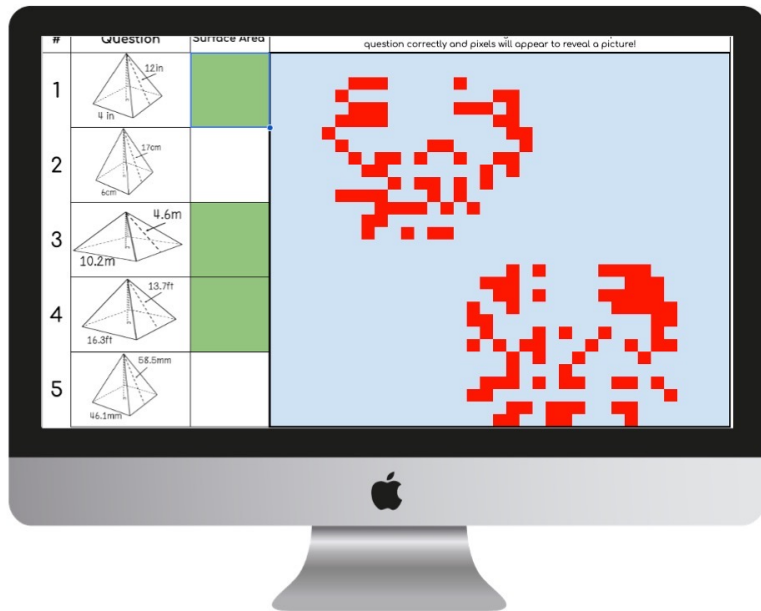 # Question Surface Area
question correctly and pixels will appear to reveal a picture!
1 12in
4 in
2 17cm
6cm
3 4.6m
10.2m
4 13.7ft
16.3ft
5 58.5mm
46.1mm